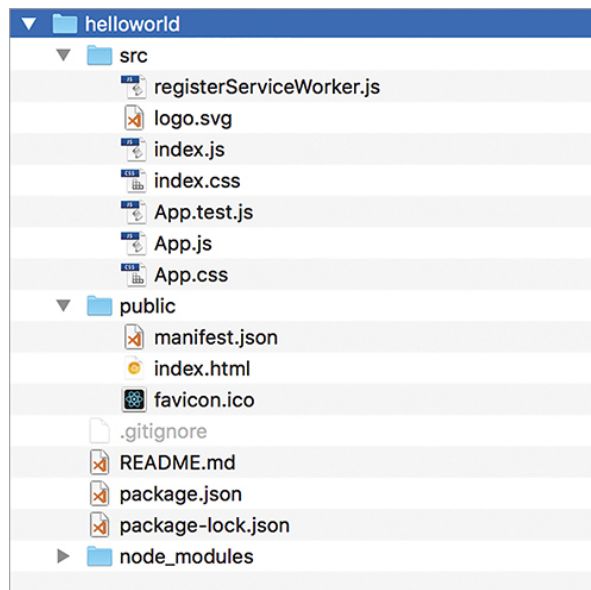 helloworld
src
registerServiceWorker.js
logo.svg
index.js
index.css
App.test.js
App.js
App.css
public
manifest.json
index.html
favicon.ico
.gitignore
README.md
package.json
package-lock.json
node_modules